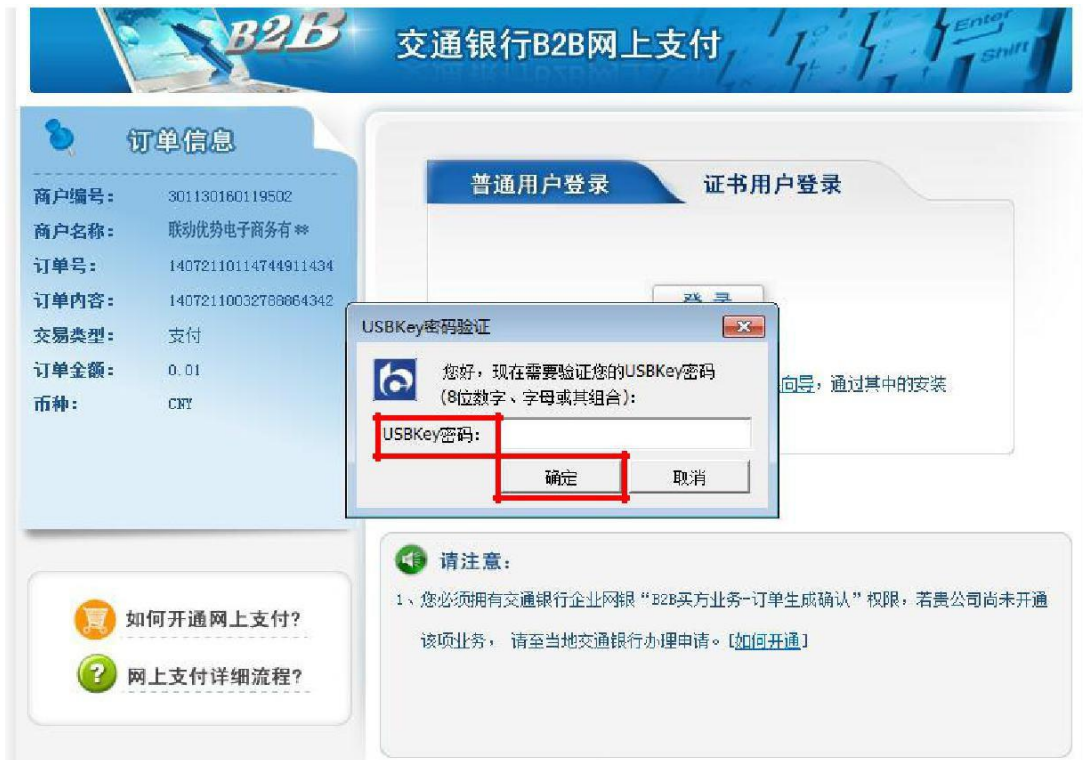 B2B
交通银行B2B网上支付
Enter
Shift
订单信息
商户编号: 301130160119502
商户名称: 联动优势电子商务有**
订单号: 14072110114744911434
订单内容: 14072110032788864342
交易类型: 支付
订单金额: 0.01
币种: CNY
普通用户登录 证书用户登录
登录
向导,通过其中的安装
USBKey密码验证
您好,现在需要验证您的USBKey密码
(8位数字、字母或其组合):
USBKey密码:
确定 取消
如何开通网上支付?
网上支付详细流程?
请注意:
1、您必须拥有交通银行企业网银“B2B买方业务-订单生成确认”权限,若贵公司尚未开通
该项业务, 请至当地交通银行办理申请。[如何开通]